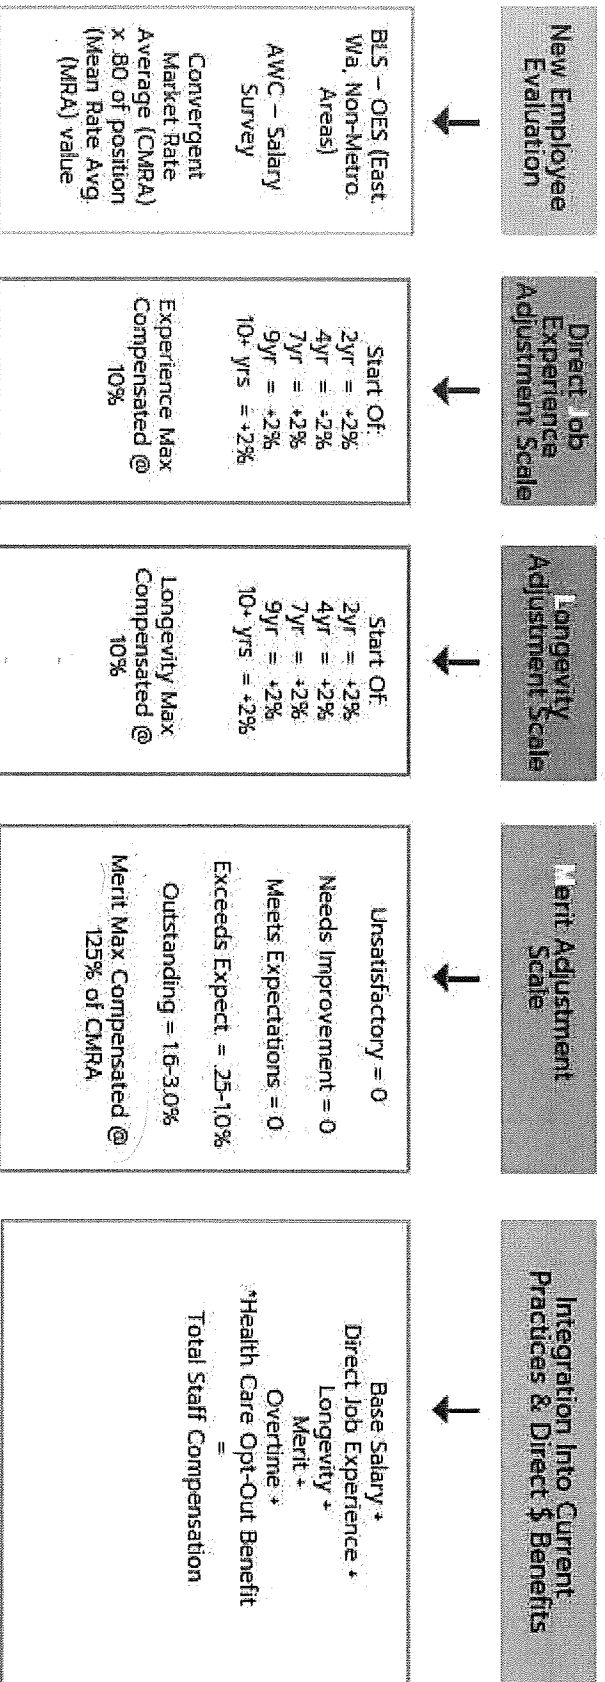 New Employee
Evaluation
BLS – OES (East.
Wa, Non-Metro.
Areas)
AWC – Salary
Survey
Convergent
Market Rate
Average (CMRA)
x .80 of position
(Mean Rate Avg.
(MRA) value
Direct Job
Experience
Adjustment Scale
Start Of:
2yr = +2%
4yr = +2%
7yr = +2%
9yr = +2%
10+ yrs = +2%
Experience Max
Compensated @
10%
Longevity
Adjustment Scale
Start OF:
2yr = +2%
4yr = +2%
7yr = +2%
9yr = +2%
10+ yrs = +2%
Longevity Max
Compensated @
10%
Merit Adjustment
Scale
Unsatisfactory = 0
Needs Improvement = 0
Meets Expectations = 0
Exceeds Expect. = .25-1.0%
Outstanding = 1.6-3.0%
Merit Max Compensated @
125% of CMRA
Integration Into Current
Practices & Direct $ Benefits
Base Salary +
Direct Job Experience +
Longevity +
Merit +
Overtime +
*Health Care Opt-Out Benefit
=
Total Staff Compensation